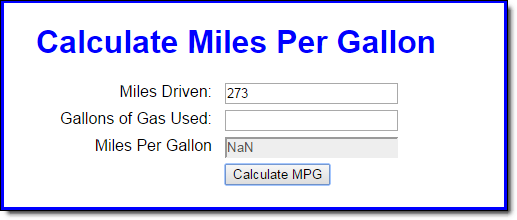 Calculate Miles Per Gallon
Miles Driven: 273
Gallons of Gas Used:
Miles Per Gallon NaN
Calculate MPG